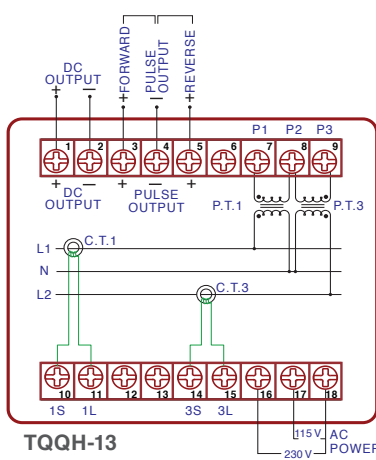 DC
OUTPUT
+ −
+FORWARD
− PULSE
OUTPUT
+REVERSE
P1 P2 P3
1 2 3 4 5 6 7 8 9
+ − + − +
DC
OUTPUT
PULSE
OUTPUT
P.T.1 P.T.3
L1
C.T.1
N
L2
C.T.3
10 11 12 13 14 15 16 17 18
1S 1L 3S 3L
115 V
AC
POWER
230 V
TQQH-13